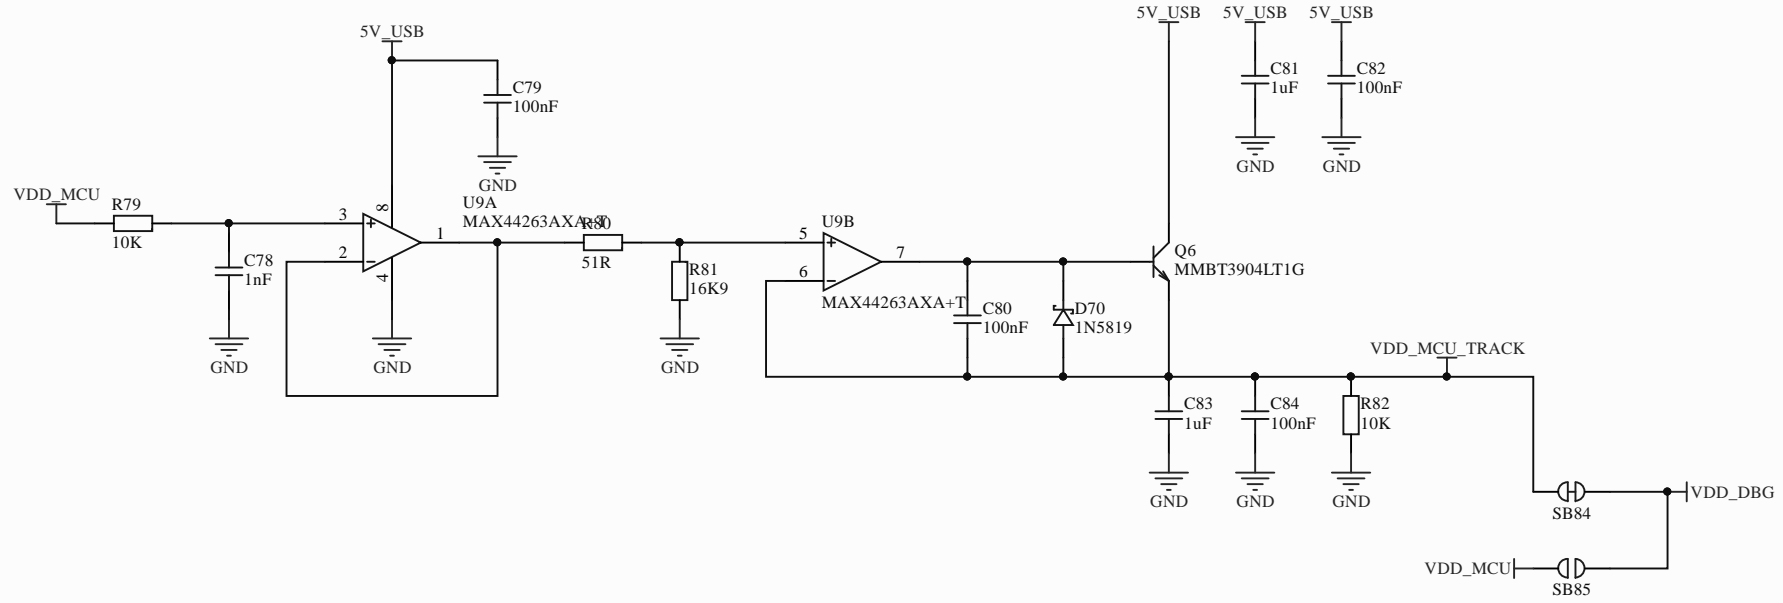 5V_USB
5V_USB
5V_USB
5V_USB
C79
100nF
C81
1uF
C82
100nF
GND
GND
GND
VDD_MCU
R79
10K
C78
1nF
GND
3
2
8
4
1
GND
U9A
MAX44263AXA+T
R80
51R
R81
16K9
GND
U9B
5
6
7
MAX44263AXA+T
C80
100nF
D70
1N5819
Q6
MMBT3904LT1G
VDD_MCU_TRACK
C83
1uF
C84
100nF
R82
10K
GND
GND
GND
SB84
VDD_DBG
VDD_MCU
SB85